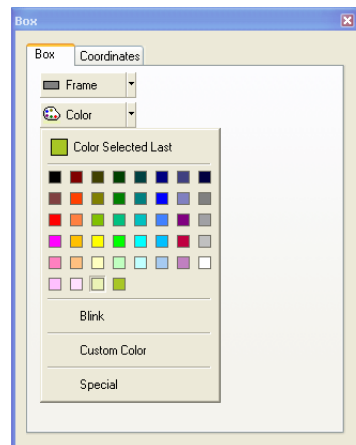 Box
Box Coordinates
Frame
Color
Color Selected Last
Blink
Custom Color
Special